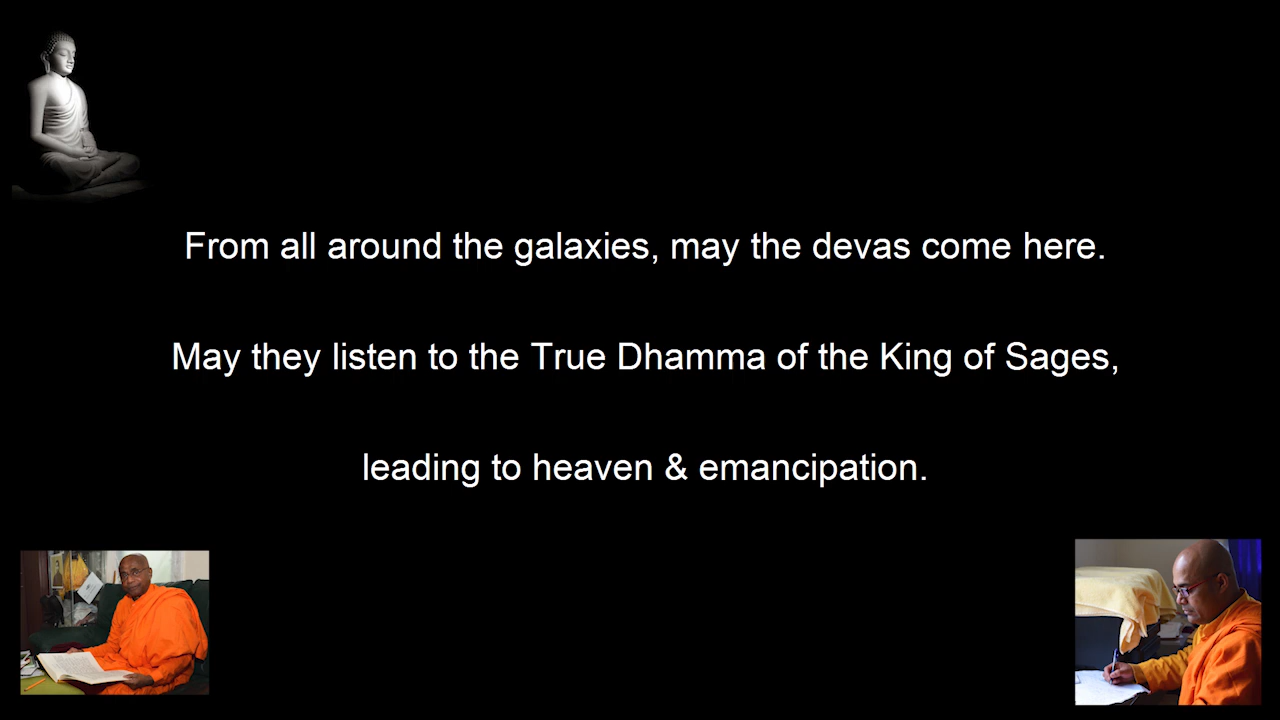 From all around the galaxies, may the devas come here.
May they listen to the True Dhamma of the King of Sages,
leading to heaven & emancipation.